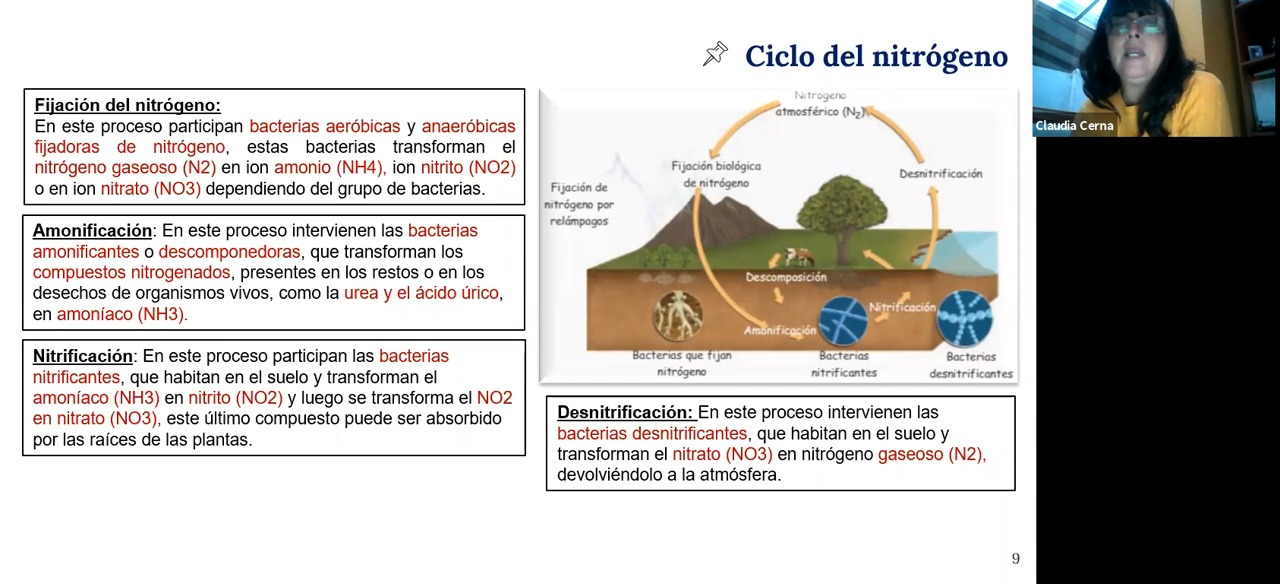 Ciclo del nitrógeno
Fijación del nitrógeno:
En este proceso participan bacterias aeróbicas y anaeróbicas
fijadoras de nitrógeno, estas bacterias transforman el
nitrógeno gaseoso (N2) en ion amonio (NH4), ion nitrito (NO2)
o en ion nitrato (NO3) dependiendo del grupo de bacterias.
Amonificación: En este proceso intervienen las bacterias
amonificantes o descomponedoras, que transforman los
compuestos nitrogenados, presentes en los restos o en los
desechos de organismos vivos, como la urea y el ácido úrico,
en amoníaco (NH3).
Nitrificación: En este proceso participan las bacterias
nitrificantes, que habitan en el suelo y transforman el
amoníaco (NH3) en nitrito (NO2) y luego se transforma el NO2
en nitrato (NO3), este último compuesto puede ser absorbido
por las raíces de las plantas.
Nitrógeno
atmosférico (N2)
Fijación biológica
de nitrógeno
Desnitrificación
Fijación de
nitrógeno por
relámpagos
Descomposición
Nitrificación
Amonificación
Bacterias que fijan
nitrógeno
Bacterias
nitrificantes
Bacterias
desnitrificantes
Desnitrificación: En este proceso intervienen las
bacterias desnitrificantes, que habitan en el suelo y
transforman el nitrato (NO3) en nitrógeno gaseoso (N2),
devolviéndolo a la atmósfera.
9
Claudia Cerna